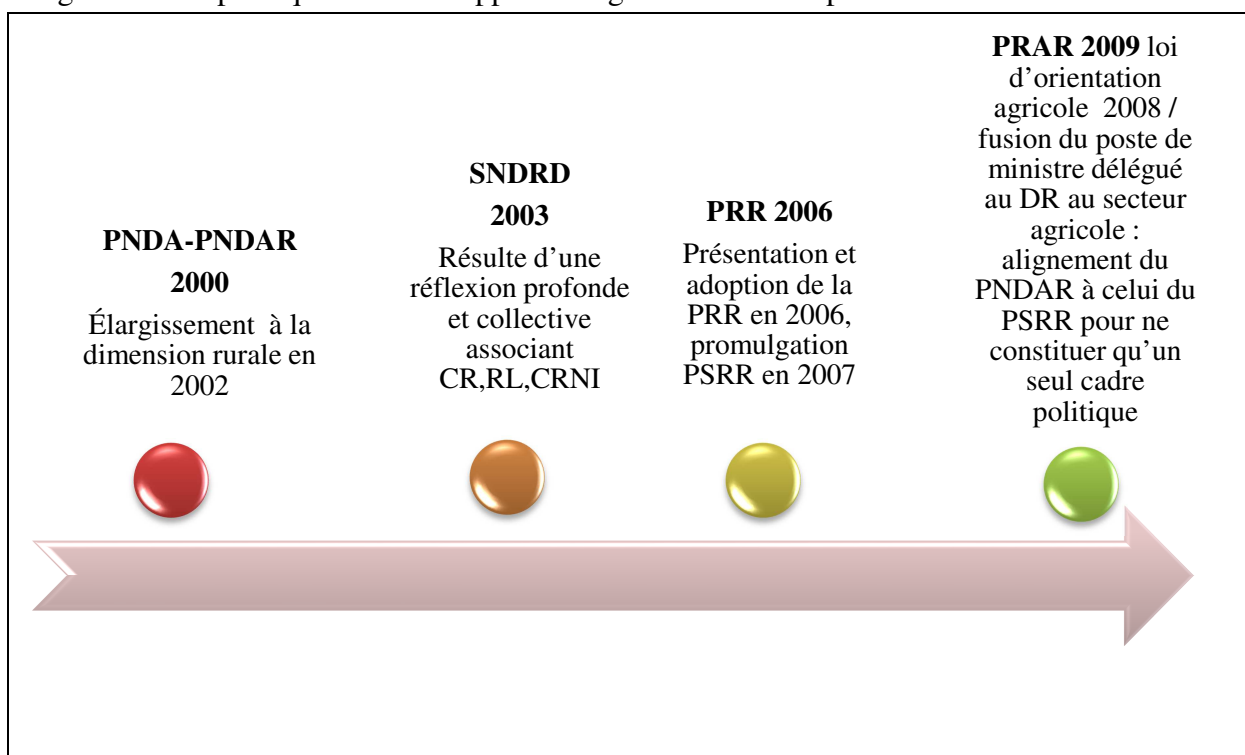 PNDA-PNDAR
2000
Élargissement à la
dimension rurale en
2002
SNDRD
2003
Résulte d’une
réflexion profonde
et collective
associant
CR,RL,CRNI
PRR 2006
Présentation et
adoption de la
PRR en 2006,
promulgation
PSRR en 2007
PRAR 2009 loi
d’orientation
agricole 2008 /
fusion du poste de
ministre délégué
au DR au secteur
agricole :
alignement du
PNDAR à celui du
PSRR pour ne
constituer qu’un
seul cadre
politique